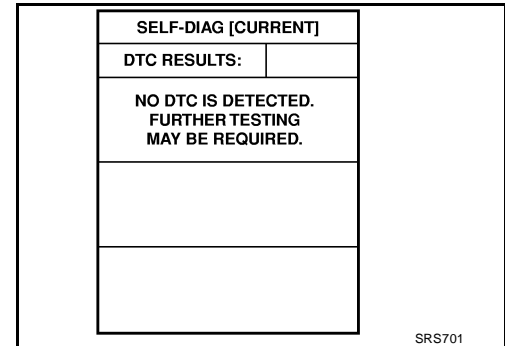 SELF-DIAG [CURRENT]
DTC RESULTS:
NO DTC IS DETECTED.
FURTHER TESTING
MAY BE REQUIRED.
SRS701